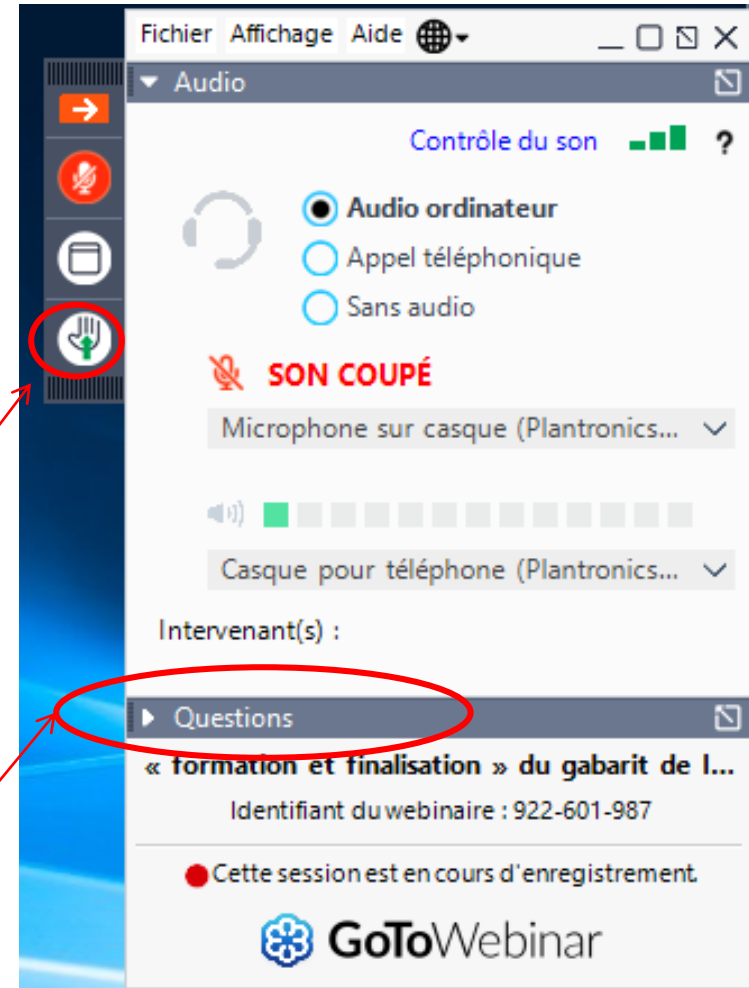 Fichier Affichage Aide
Audio
Contrôle du son ?
Audio ordinateur
Appel téléphonique
Sans audio
SON COUPÉ
Microphone sur casque (Plantronics...
Casque pour téléphone (Plantronics...
Intervenant(s) :
Questions
« formation et finalisation » du gabarit de l...
Identifiant du webinaire : 922-601-987
Cette session est en cours d'enregistrement.
GoToWebinar